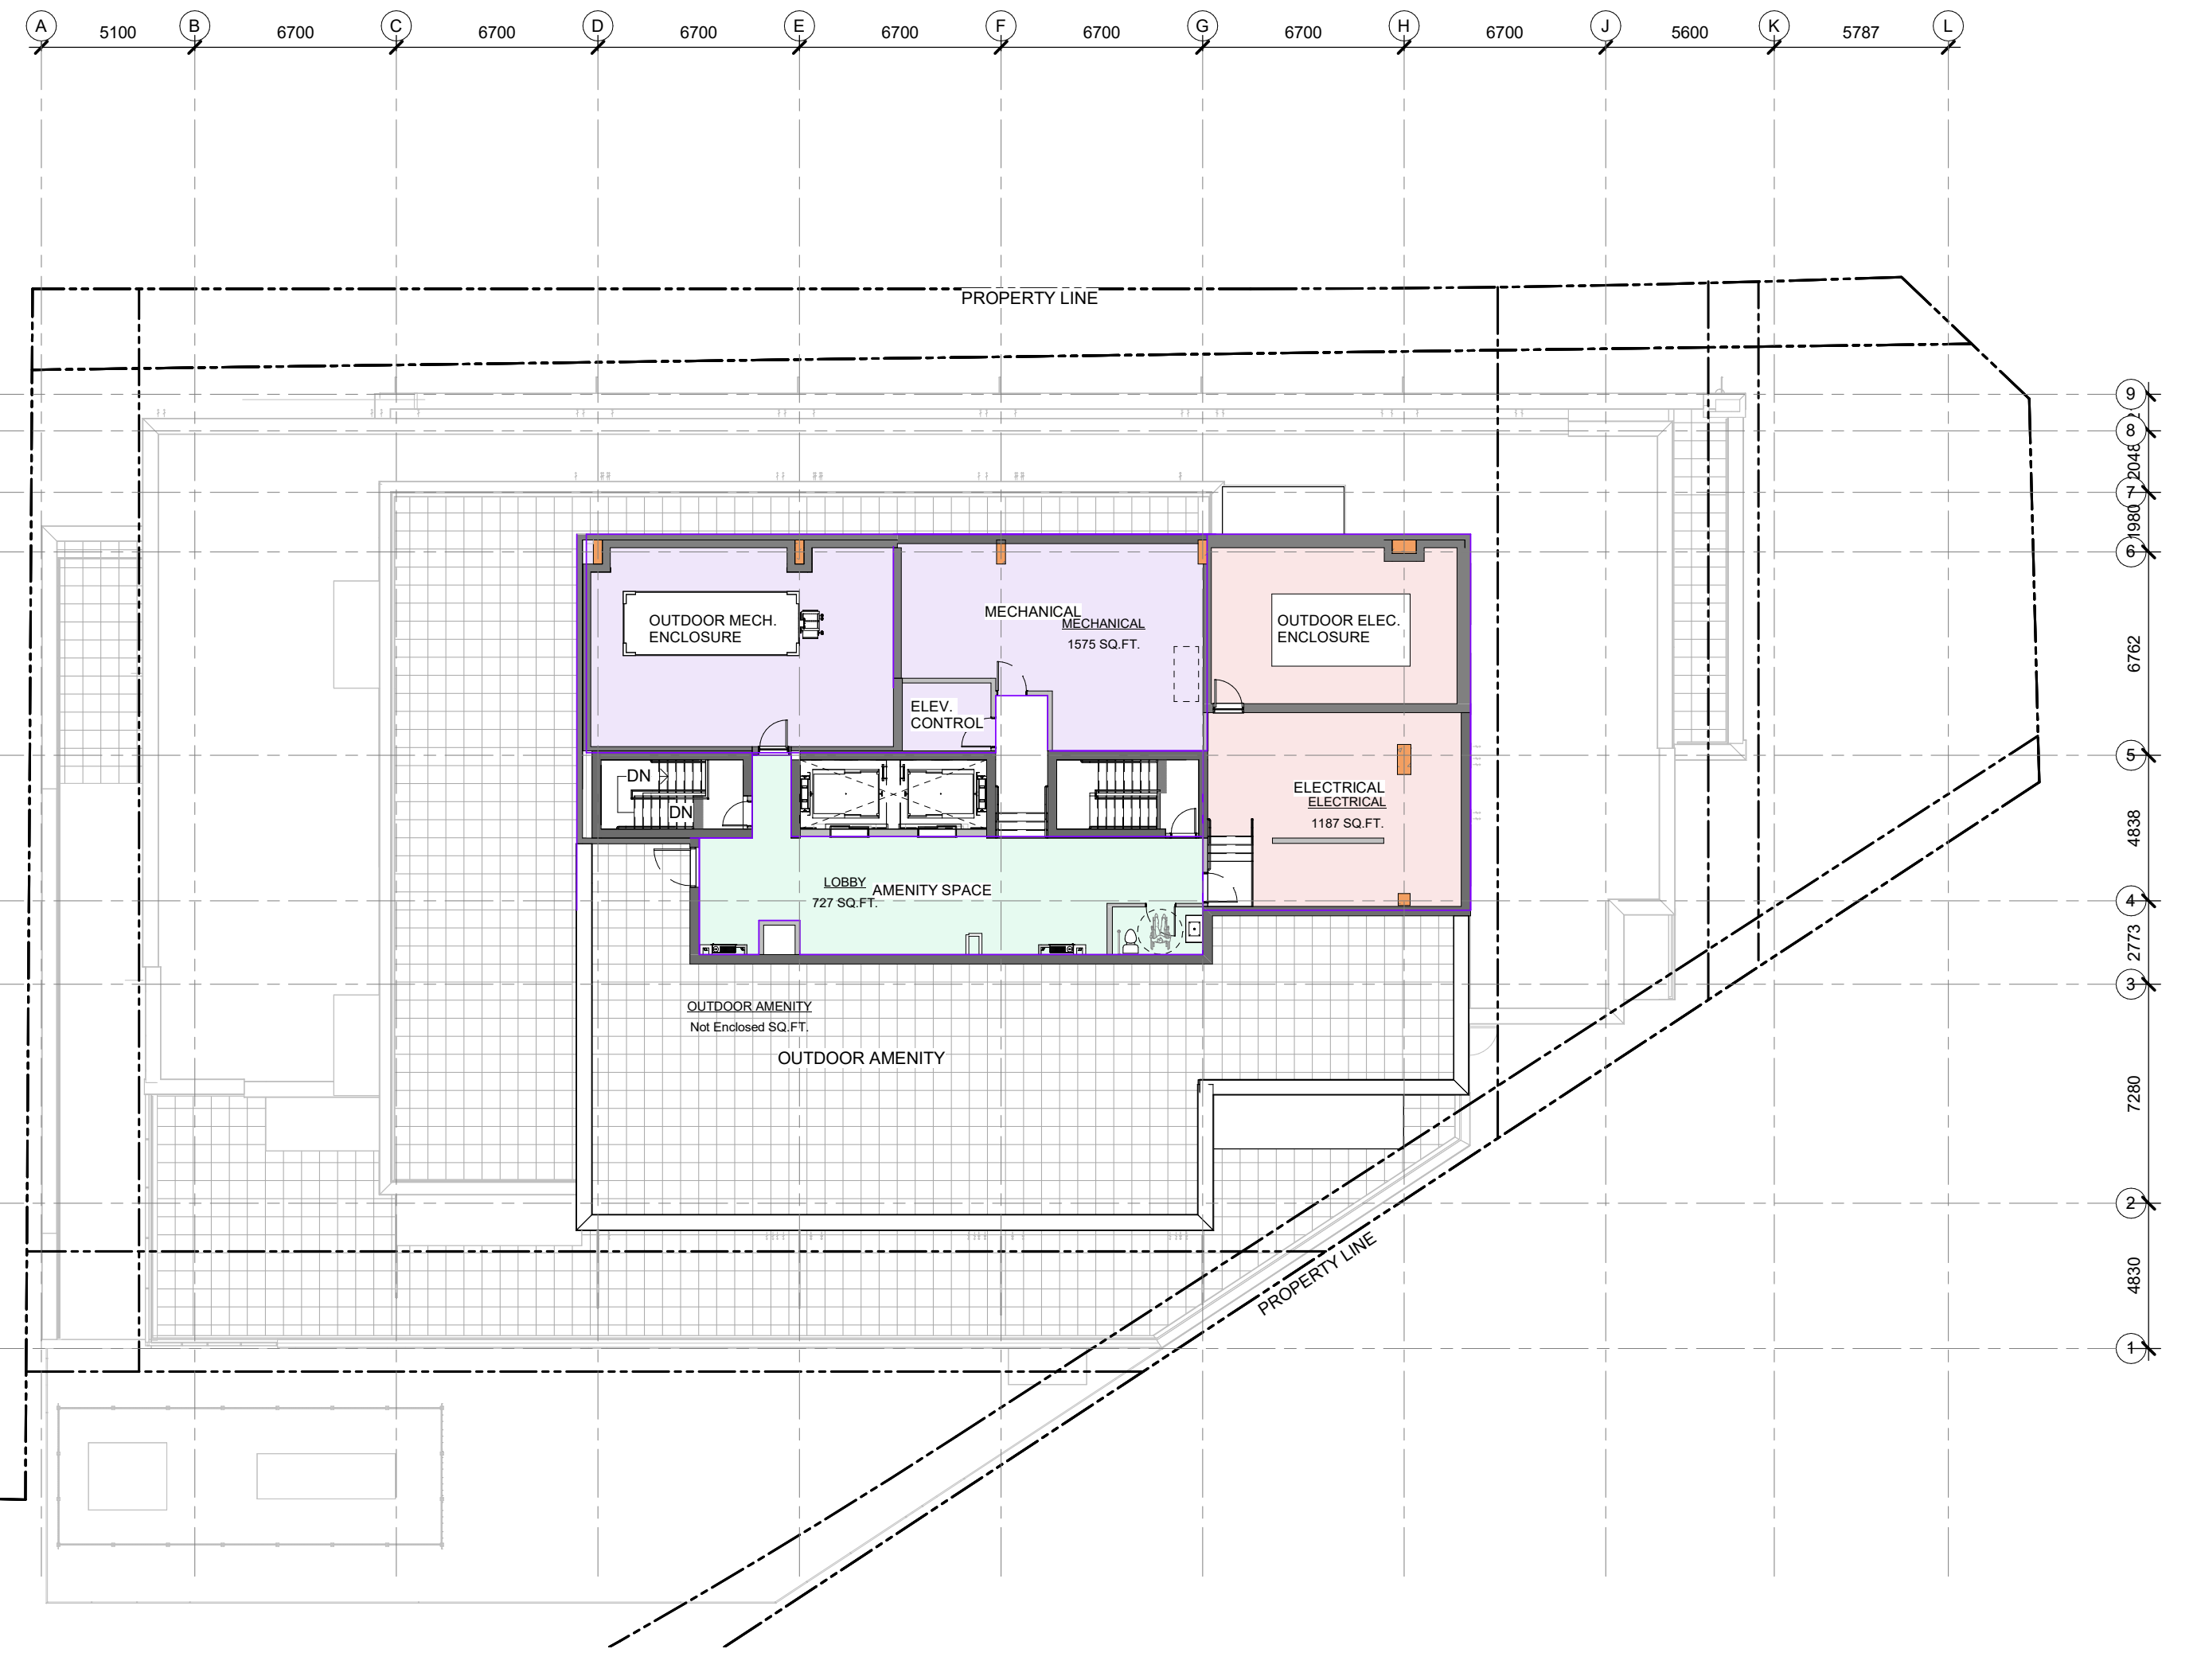 A B C D E F G H J K L
5100 6700 6700 6700 6700 6700 6700 6700 5600 5787
PROPERTY LINE
9
8
2048
7
1980
6
6762
5
4838
4
2773
3
7280
2
4830
1
OUTDOOR MECH.
ENCLOSURE
MECHANICAL
MECHANICAL
1575 SQ.FT.
OUTDOOR ELEC.
ENCLOSURE
ELEV.
CONTROL
DN
DN
ELECTRICAL
ELECTRICAL
1187 SQ.FT.
LOBBY
AMENITY SPACE
727 SQ.FT.
OUTDOOR AMENITY
Not Enclosed SQ.FT.
OUTDOOR AMENITY
PROPERTY LINE